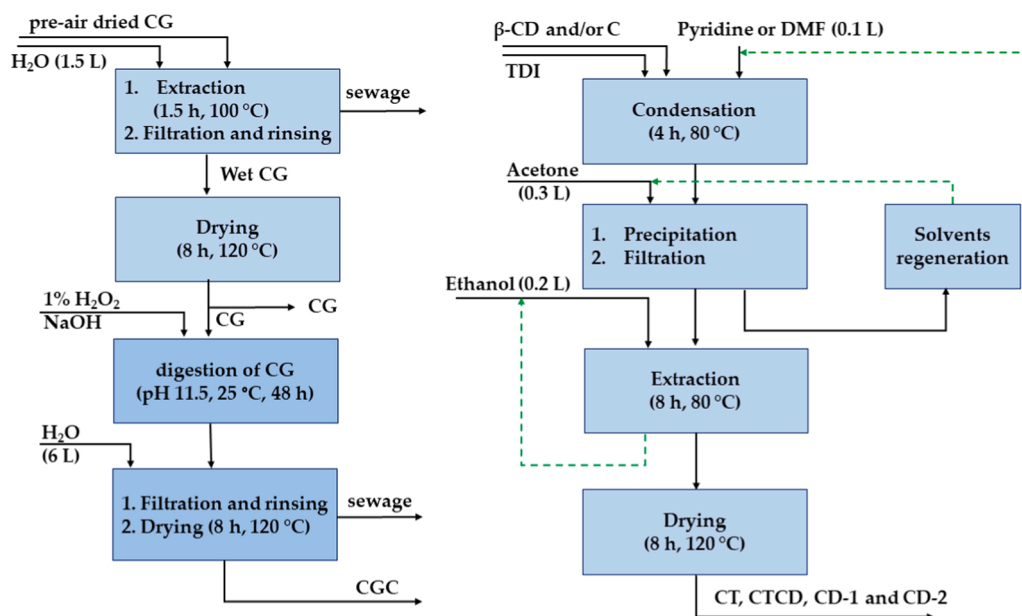 pre-air dried CG
H₂O (1.5 L)
1. Extraction
(1.5 h, 100 °C)
2. Filtration and rinsing
sewage
Wet CG
Drying
(8 h, 120 °C)
1% H₂O₂
NaOH
CG
CG
digestion of CG
(pH 11.5, 25 °C, 48 h)
H₂O
(6 L)
1. Filtration and rinsing
2. Drying (8 h, 120 °C)
sewage
CGC
β-CD and/or C
TDI
Pyridine or DMF (0.1 L)
Condensation
(4 h, 80 °C)
Acetone
(0.3 L)
1. Precipitation
2. Filtration
Solvents
regeneration
Ethanol (0.2 L)
Extraction
(8 h, 80 °C)
Drying
(8 h, 120 °C)
CT, CTCD, CD-1 and CD-2